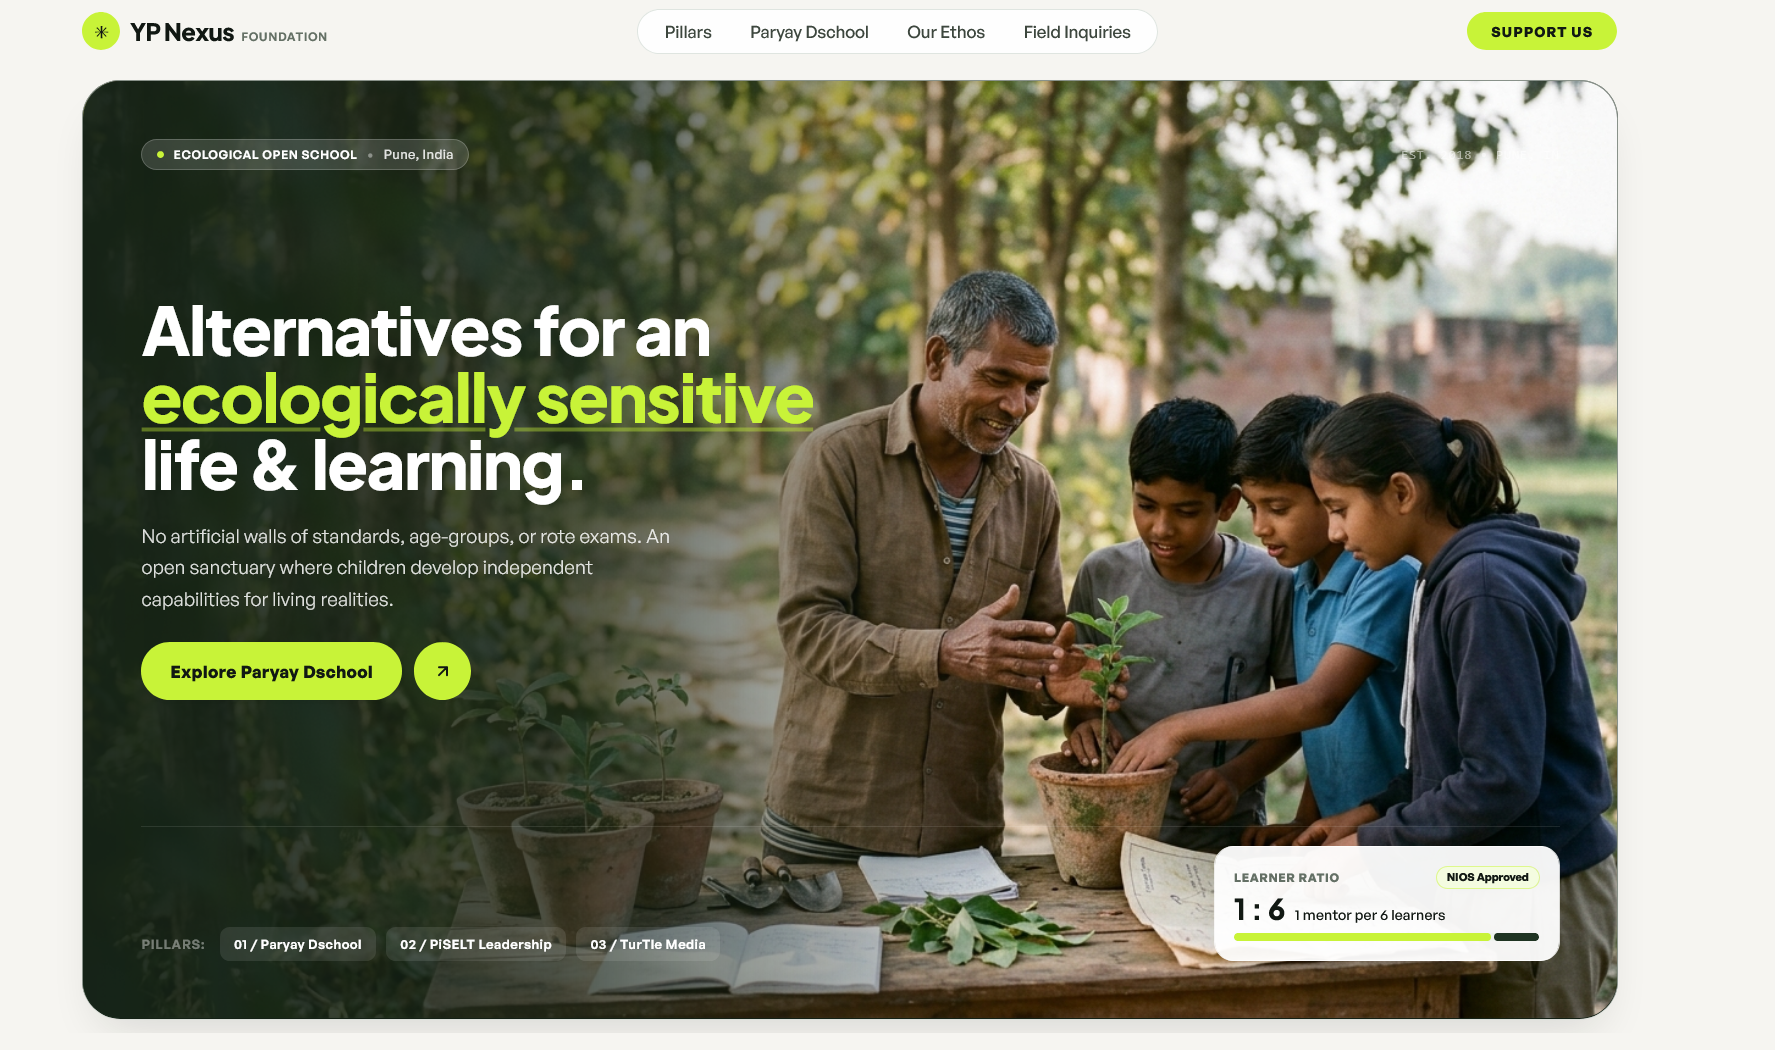 YP Nexus FOUNDATION
Pillars
Paryay Dschool
Our Ethos
Field Inquiries
SUPPORT US
ECOLOGICAL OPEN SCHOOL • Pune, India
Alternatives for an
ecologically sensitive
life & learning.
No artificial walls of standards, age-groups, or rote exams. An
open sanctuary where children develop independent
capabilities for living realities.
Explore Paryay Dschool
PILLARS:
01 / Paryay Dschool
02 / PiSELT Leadership
03 / TurTle Media
LEARNER RATIO
NIOS Approved
1 : 6 1 mentor per 6 learners